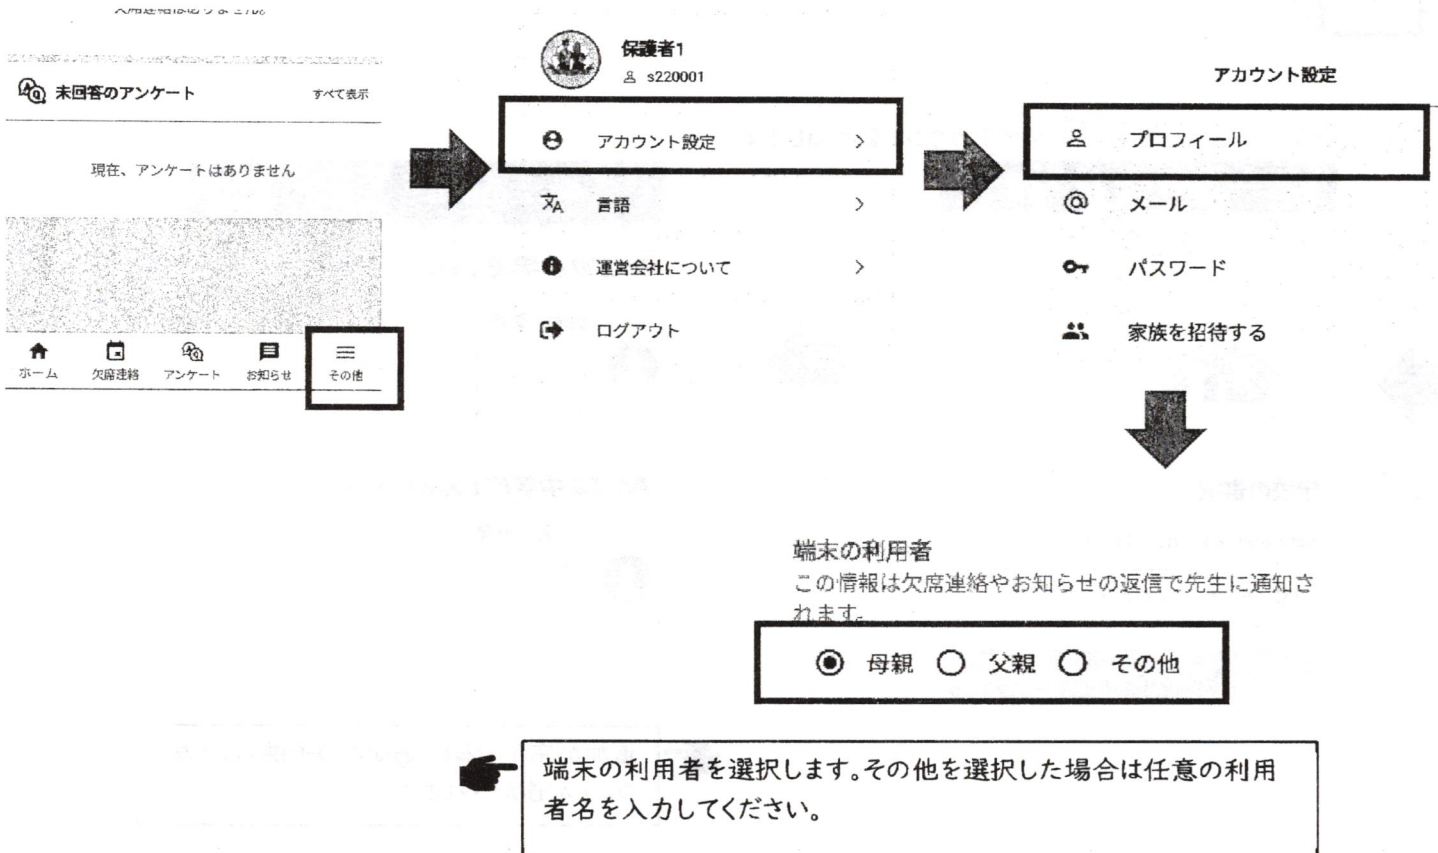 未回答のアンケート
すべて表示
現在、アンケートはありません
ホーム
欠席連絡
アンケート
お知らせ
その他
保護者1
s220001
アカウント設定
言語
運営会社について
ログアウト
アカウント設定
プロフィール
メール
パスワード
家族を招待する
端末の利用者
この情報は欠席連絡やお知らせの返信で先生に通知さ
れます。
母親 父親 その他
端末の利用者を選択します。その他を選択した場合は任意の利用
者名を入力してください。